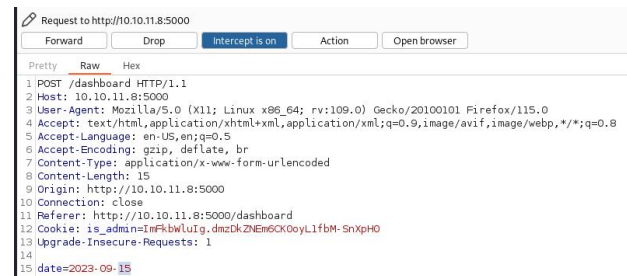 Request to http://10.10.11.8:5000
Forward Drop Intercept is on Action Open browser
Pretty Raw Hex
1 POST /dashboard HTTP/1.1
2 Host: 10.10.11.8:5000
3 User-Agent: Mozilla/5.0 (X11; Linux x86_64; rv:109.0) Gecko/20100101 Firefox/115.0
4 Accept: text/html,application/xhtml+xml,application/xml;q=0.9,image/avif,image/webp,*/*;q=0.8
5 Accept-Language: en-US,en;q=0.5
6 Accept-Encoding: gzip, deflate, br
7 Content-Type: application/x-www-form-urlencoded
8 Content-Length: 15
9 Origin: http://10.10.11.8:5000
10 Connection: close
11 Referer: http://10.10.11.8:5000/dashboard
12 Cookie: is_admin=ImFkbWluIg.dmzDkZNEm6CK0oyL1fbM-SnXpH0
13 Upgrade-Insecure-Requests: 1
14
15 date=2023-09-15